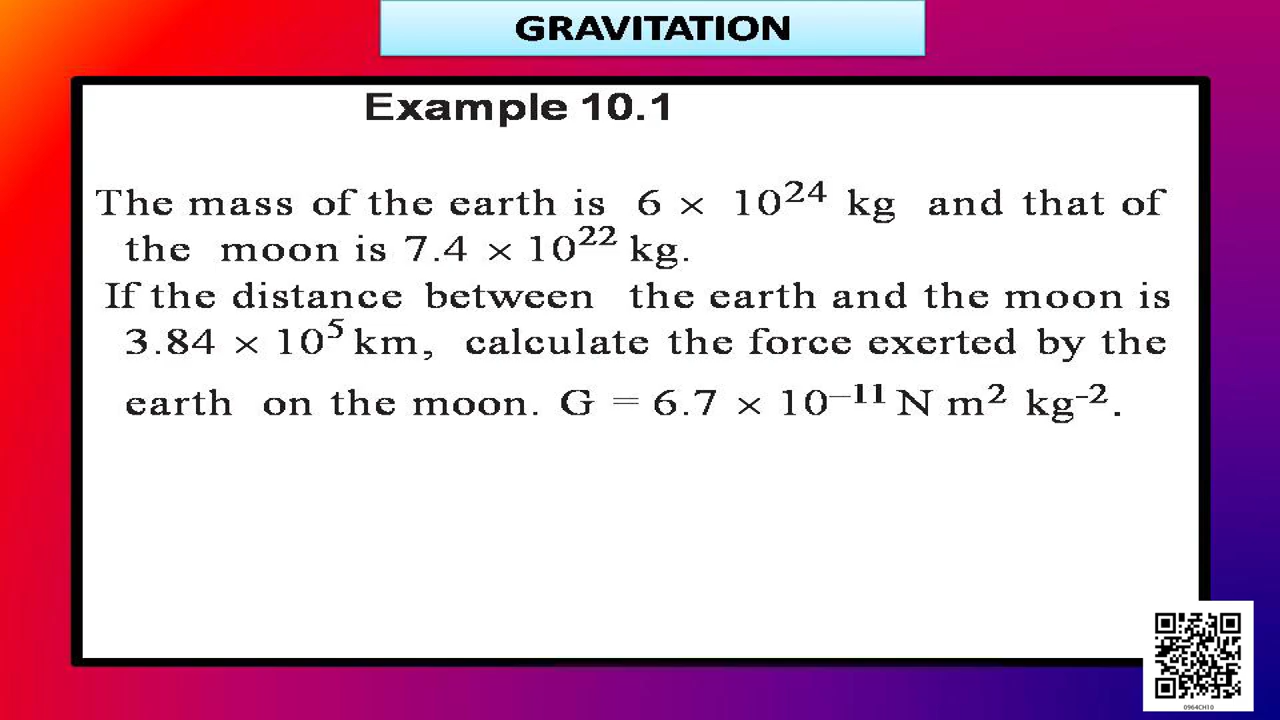 GRAVITATION
Example 10.1
The mass of the earth is 6 × 10²⁴ kg and that of
the moon is 7.4 × 10²² kg.
If the distance between the earth and the moon is
3.84 × 10⁵ km, calculate the force exerted by the
earth on the moon. G = 6.7 × 10⁻¹¹ N m² kg⁻².
0964CH10